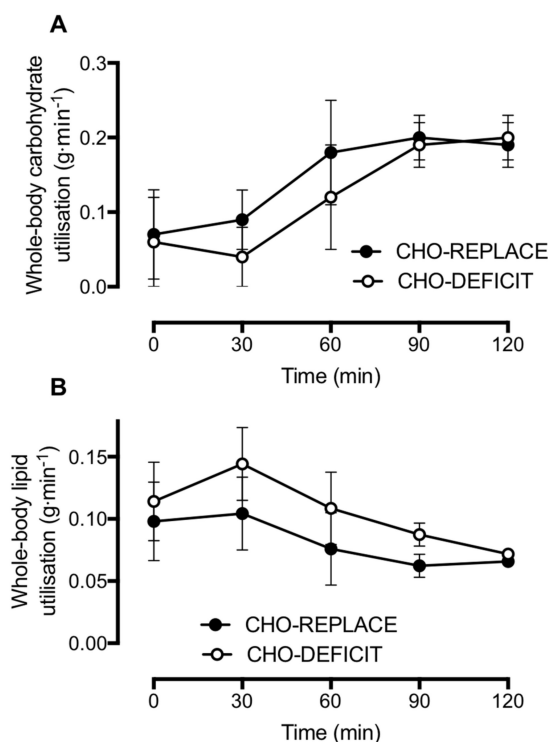 A
Whole-body carbohydrate
utilisation (g·min-1)
0.3
0.2
0.1
0.0
CHO-REPLACE
CHO-DEFICIT
0 30 60 90 120
Time (min)
B
Whole-body lipid
utilisation (g·min-1)
0.15
0.10
0.05
0.00
CHO-REPLACE
CHO-DEFICIT
0 30 60 90 120
Time (min)